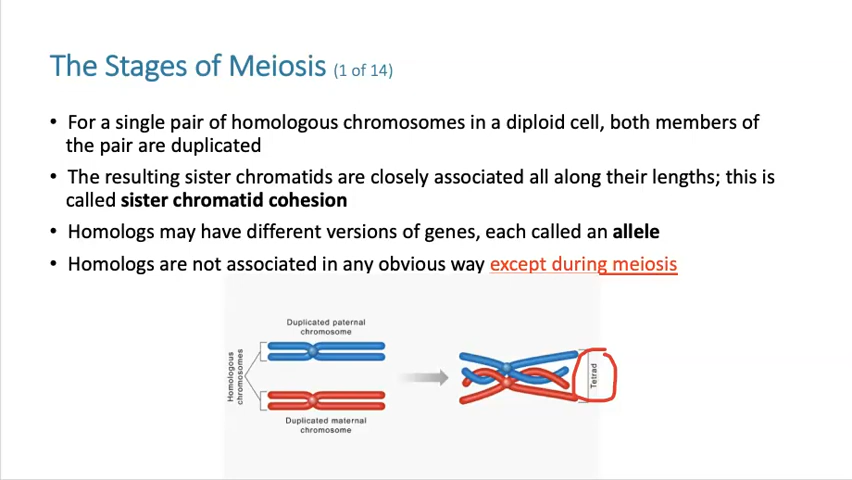 The Stages of Meiosis (1 of 14)
• For a single pair of homologous chromosomes in a diploid cell, both members of
the pair are duplicated
• The resulting sister chromatids are closely associated all along their lengths; this is
called sister chromatid cohesion
• Homologs may have different versions of genes, each called an allele
• Homologs are not associated in any obvious way except during meiosis
Duplicated paternal
chromosome
Homologous
chromosomes
Tetrad
Duplicated maternal
chromosome